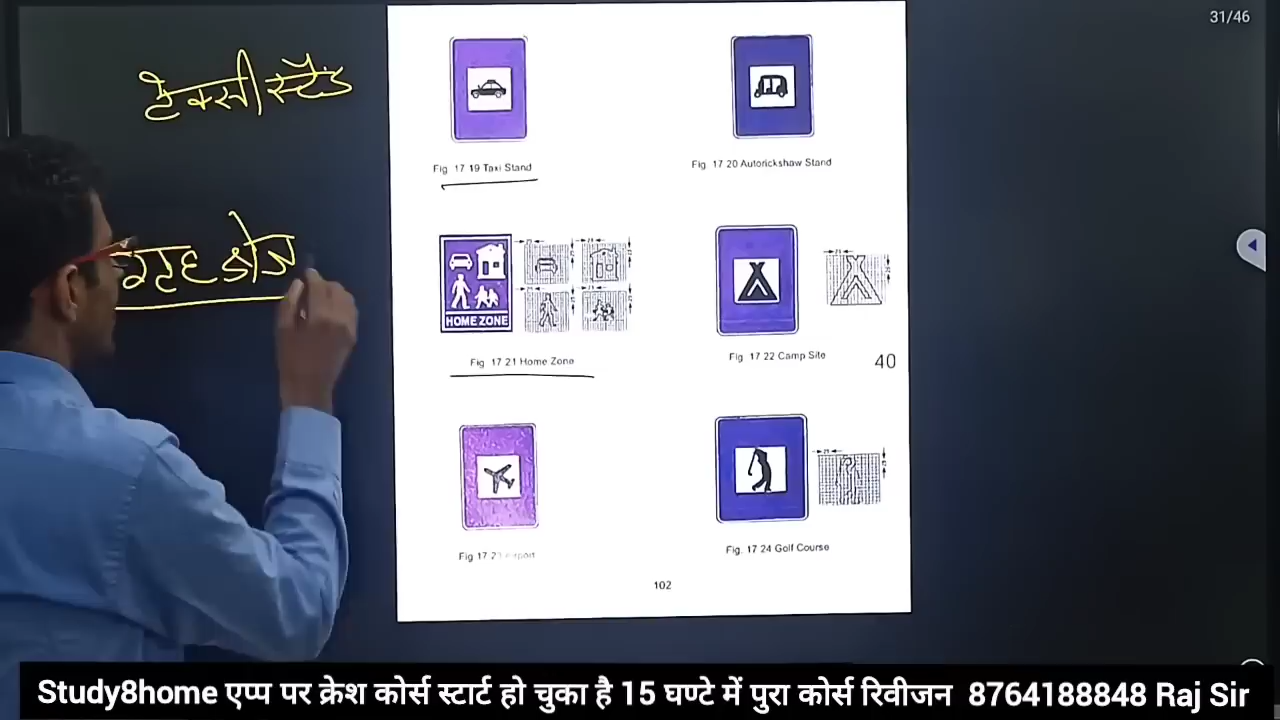 31/46
टैक्सी स्टैंड
Fig 17 19 Taxi Stand
Fig 17 20 Autorickshaw Stand
HOME ZONE
Fig 17 21 Home Zone
Fig 17 22 Camp Site
40
Fig. 17 24 Golf Course
102
Study8home एप्प पर क्रेश कोर्स स्टार्ट हो चुका है 15 घण्टे में पुरा कोर्स रिवीजन 8764188848 Raj Sir